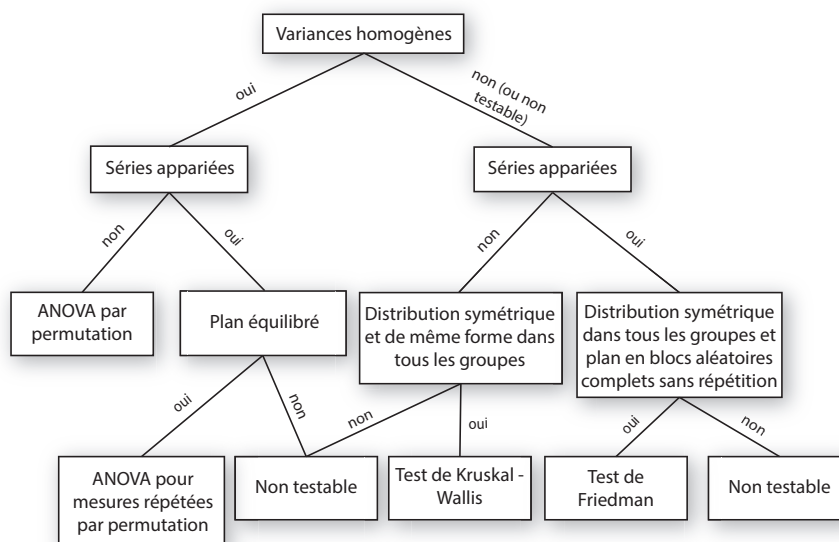 Variances homogènes
oui
non (ou non
testable)
Séries appariées
Séries appariées
non
oui
non
oui
ANOVA par
permutation
Plan équilibré
Distribution symétrique
et de même forme dans
tous les groupes
Distribution symétrique
dans tous les groupes et
plan en blocs aléatoires
complets sans répétition
oui
non
non
oui
oui
non
ANOVA pour
mesures répétées
par permutation
Non testable
Test de Kruskal -
Wallis
Test de
Friedman
Non testable